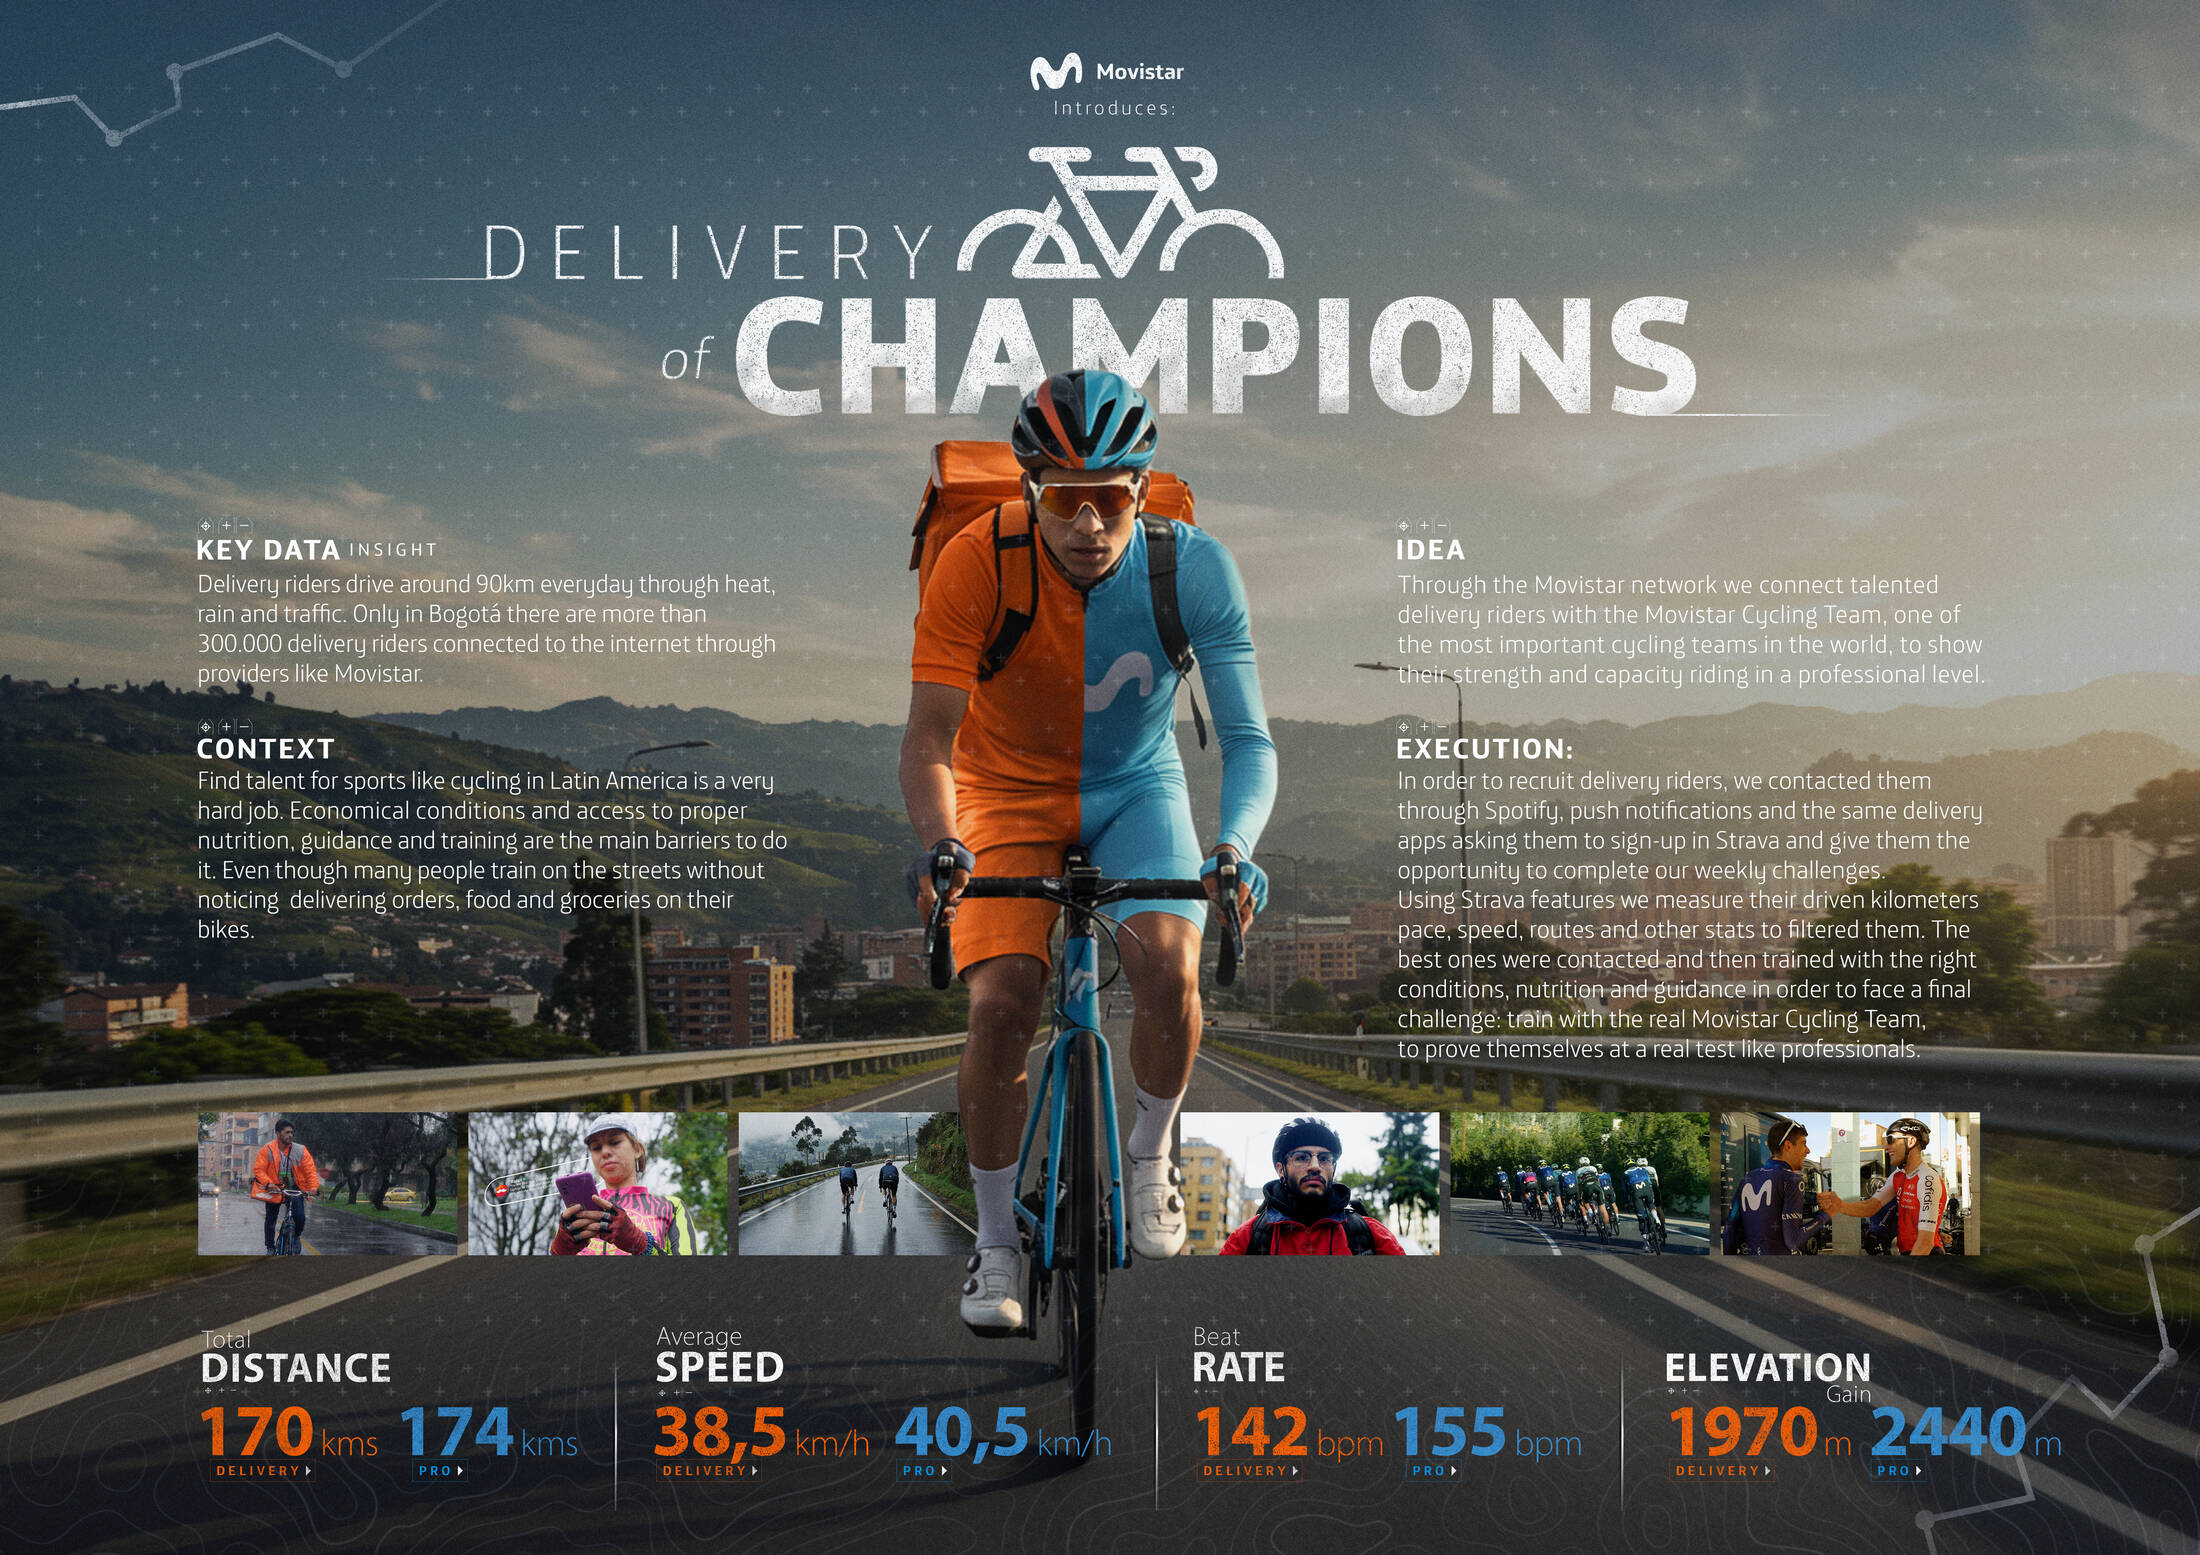 Movistar
Introduces:
DELIVERY
of CHAMPIONS
KEY DATA INSIGHT
Delivery riders drive around 90km everyday through heat,
rain and traffic. Only in Bogotá there are more than
300.000 delivery riders connected to the internet through
providers like Movistar.
CONTEXT
Find talent for sports like cycling in Latin America is a very
hard job. Economical conditions and access to proper
nutrition, guidance and training are the main barriers to do
it. Even though many people train on the streets without
noticing delivering orders, food and groceries on their
bikes.
IDEA
Through the Movistar network we connect talented
delivery riders with the Movistar Cycling Team, one of
the most important cycling teams in the world, to show
their strength and capacity riding in a professional level.
EXECUTION:
In order to recruit delivery riders, we contacted them
through Spotify, push notifications and the same delivery
apps asking them to sign-up in Strava and give them the
opportunity to complete our weekly challenges.
Using Strava features we measure their driven kilometers
pace, speed, routes and other stats to filtered them. The
best ones were contacted and then trained with the right
conditions, nutrition and guidance in order to face a final
challenge: train with the real Movistar Cycling Team,
to prove themselves at a real test like professionals.
COFIDIS
Total
DISTANCE
170 kms 174 kms
DELIVERY PRO
Average
SPEED
38,5 km/h 40,5 km/h
DELIVERY PRO
Beat
RATE
142 bpm 155 bpm
DELIVERY PRO
ELEVATION
Gain
1970 m 2440 m
DELIVERY PRO